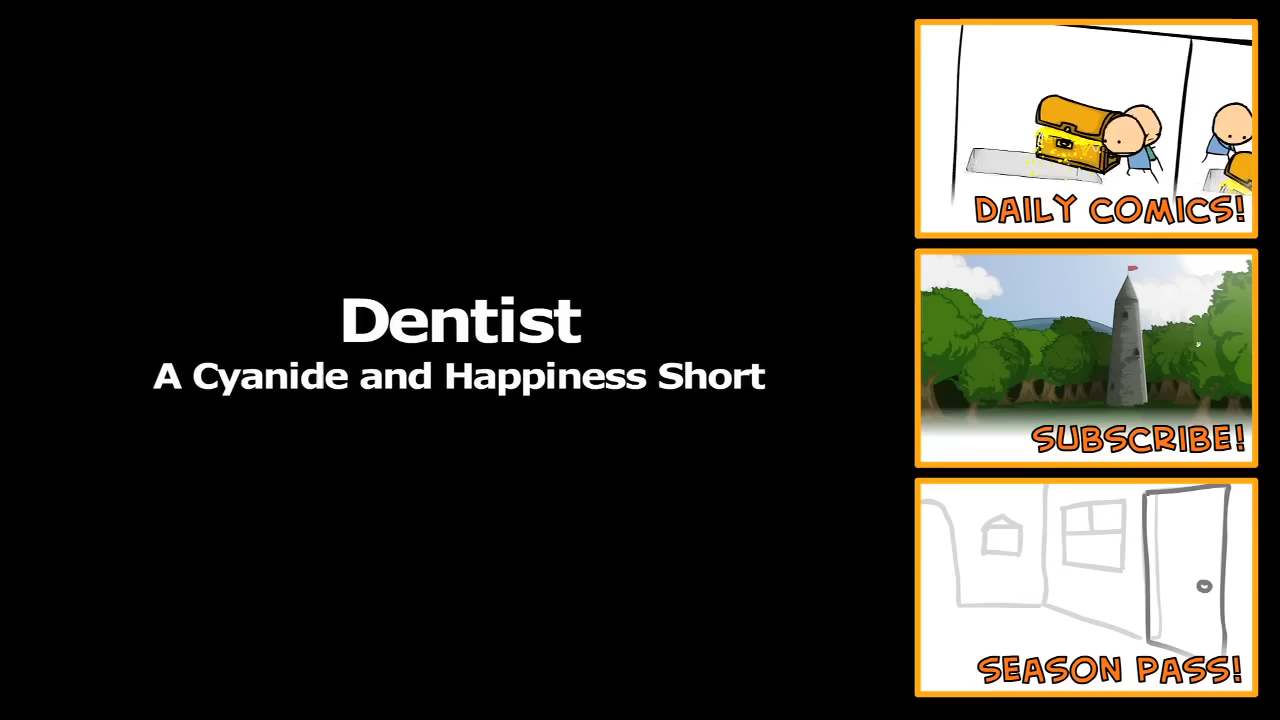 Dentist
A Cyanide and Happiness Short
DAILY COMICS!
SUBSCRIBE!
SEASON PASS!